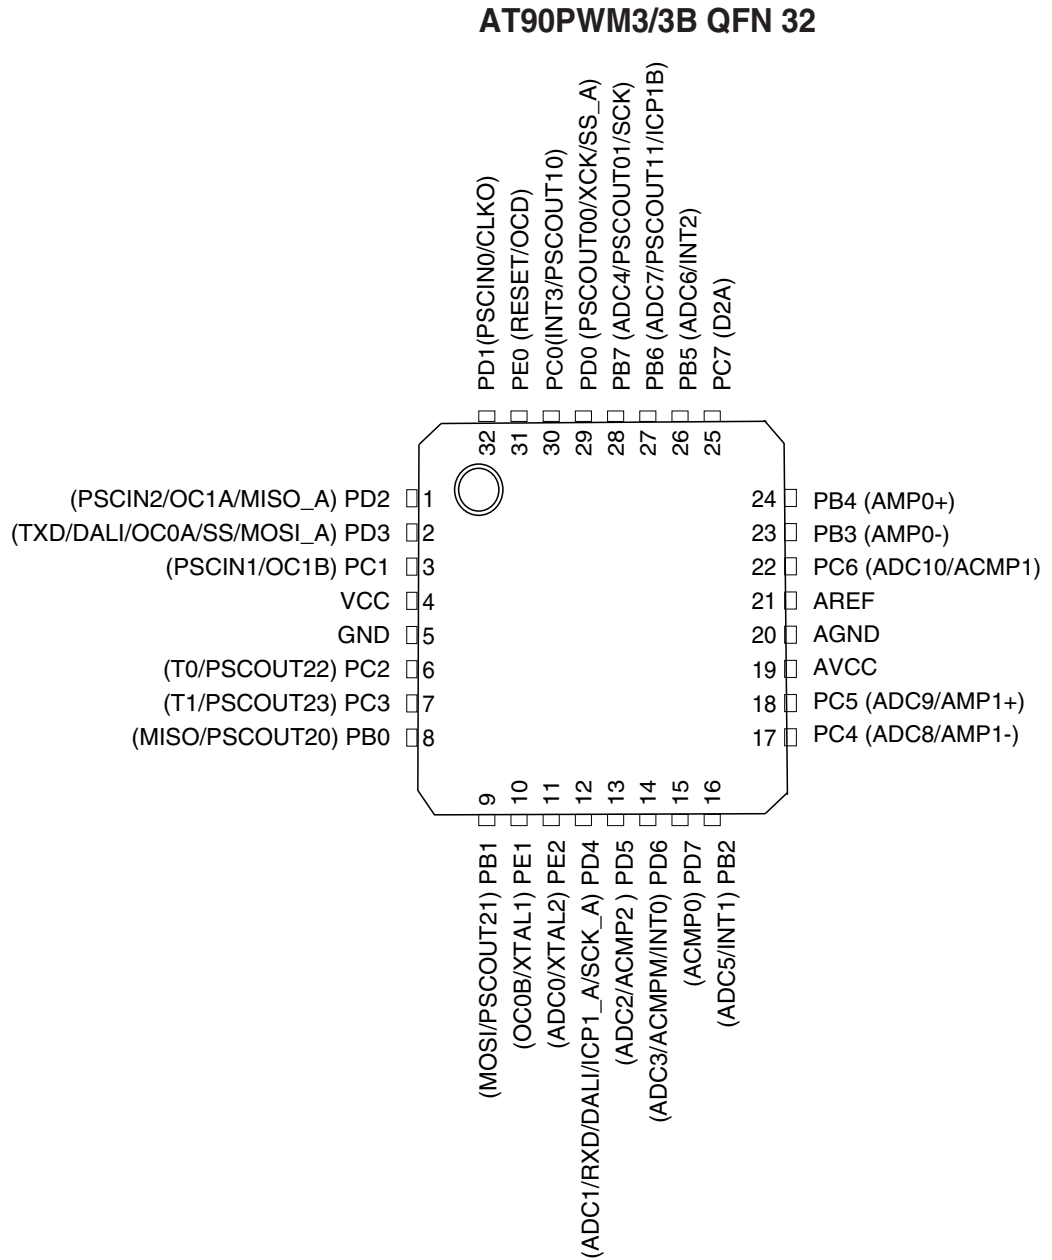 AT90PWM3/3B QFN 32
PD1(PSCIN0/CLKO)
PE0 (RESET/OCD)
PC0(INT3/PSCOUT10)
PD0 (PSCOUT00/XCK/SS_A)
PB7 (ADC4/PSCOUT01/SCK)
PB6 (ADC7/PSCOUT11/ICP1B)
PB5 (ADC6/INT2)
PC7 (D2A)
32 31 30 29 28 27 26 25
(PSCIN2/OC1A/MISO_A) PD2 1
(TXD/DALI/OC0A/SS/MOSI_A) PD3 2
(PSCIN1/OC1B) PC1 3
VCC 4
GND 5
(T0/PSCOUT22) PC2 6
(T1/PSCOUT23) PC3 7
(MISO/PSCOUT20) PB0 8
24 PB4 (AMP0+)
23 PB3 (AMP0-)
22 PC6 (ADC10/ACMP1)
21 AREF
20 AGND
19 AVCC
18 PC5 (ADC9/AMP1+)
17 PC4 (ADC8/AMP1-)
9 10 11 12 13 14 15 16
(MOSI/PSCOUT21) PB1
(OC0B/XTAL1) PE1
(ADC0/XTAL2) PE2
(ADC1/RXD/DALI/ICP1_A/SCK_A) PD4
(ADC2/ACMP2 ) PD5
(ADC3/ACMPM/INT0) PD6
(ACMP0) PD7
(ADC5/INT1) PB2